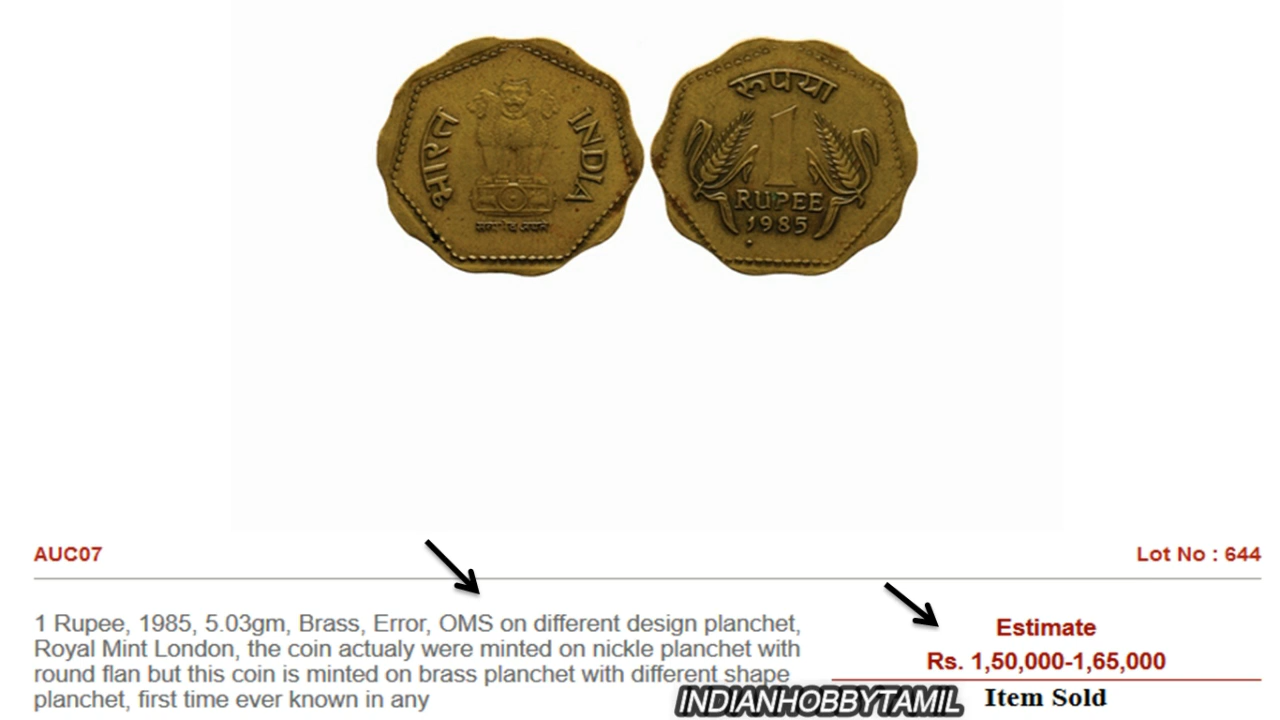 भारत
INDIA
रूपया
1
RUPEE
1985
AUC07
Lot No : 644
1 Rupee, 1985, 5.03gm, Brass, Error, OMS on different design planchet,
Royal Mint London, the coin actualy were minted on nickle planchet with
round flan but this coin is minted on brass planchet with different shape
planchet, first time ever known in any
Estimate
Rs. 1,50,000-1,65,000
Item Sold
INDIANHOBBYTAMIL